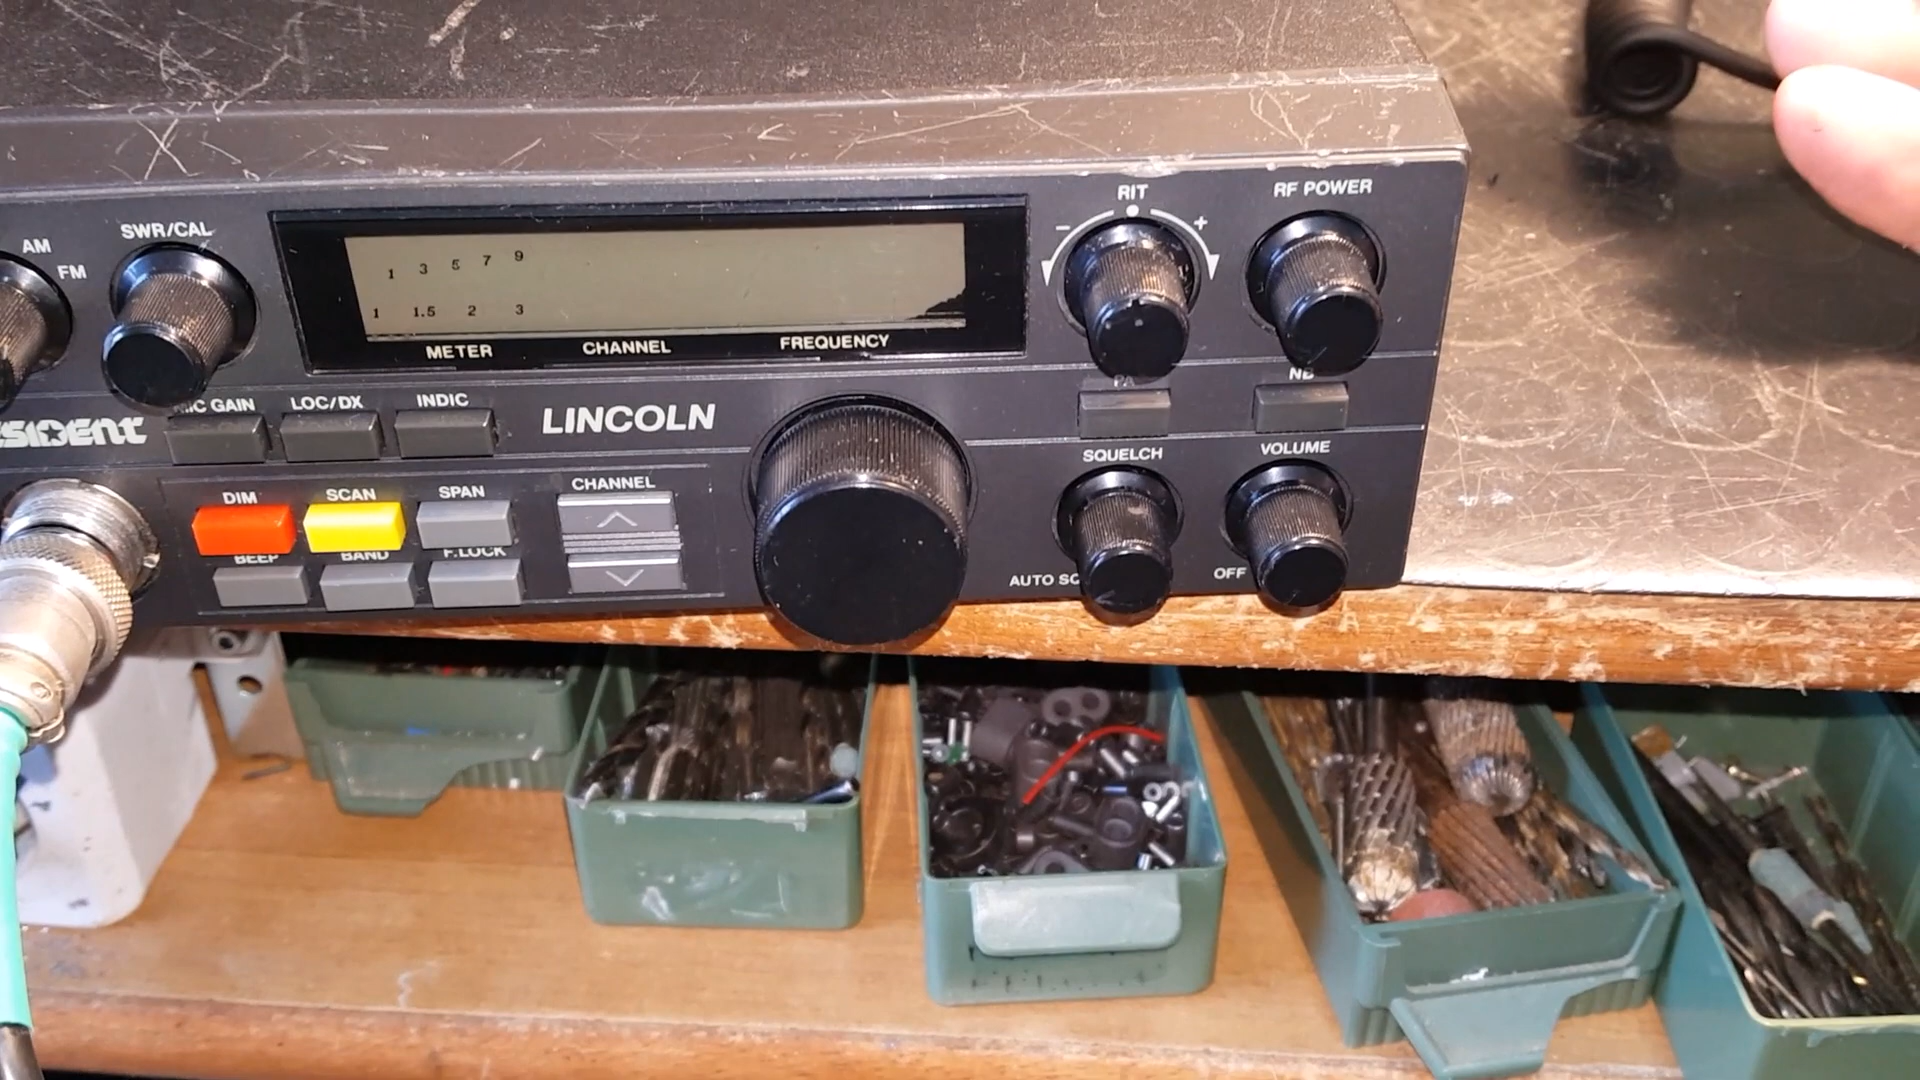 AM
FM
SWR/CAL
1 3 5 7 9
1 1.5 2 3
METER CHANNEL FREQUENCY
RIT
- +
RF POWER
GAIN LOC/DX INDIC
LINCOLN
NB
DIM SCAN SPAN
CHANNEL
BEEP BAND F.LOCK
SQUELCH
VOLUME
AUTO
OFF